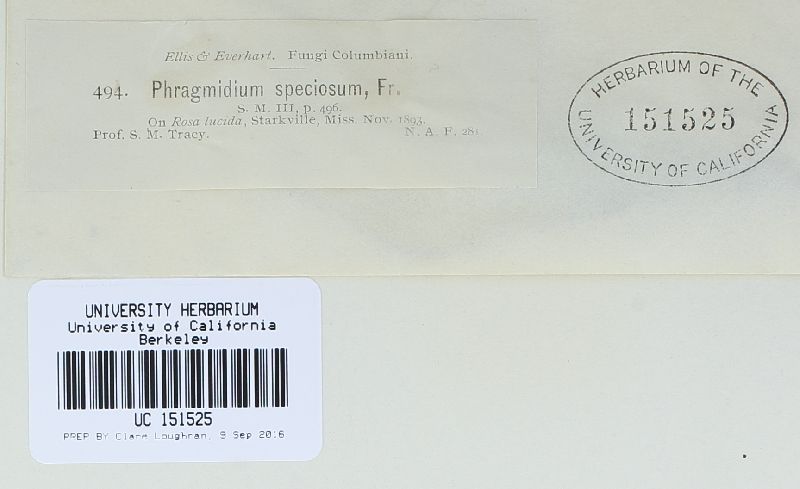 Ellis & Everhart. Fungi Columbiani.
494. Phragmidium speciosum, Fr.
S. M. III, p. 496.
On Rosa lucida, Starkville, Miss. Nov. 1893.
Prof. S. M. Tracy. N. A. F. 281.
HERBARIUM OF THE
151525
UNIVERSITY OF CALIFORNIA
UNIVERSITY HERBARIUM
University of California
Berkeley
UC 151525
PREP BY Clare Loughran, 9 Sep 2016